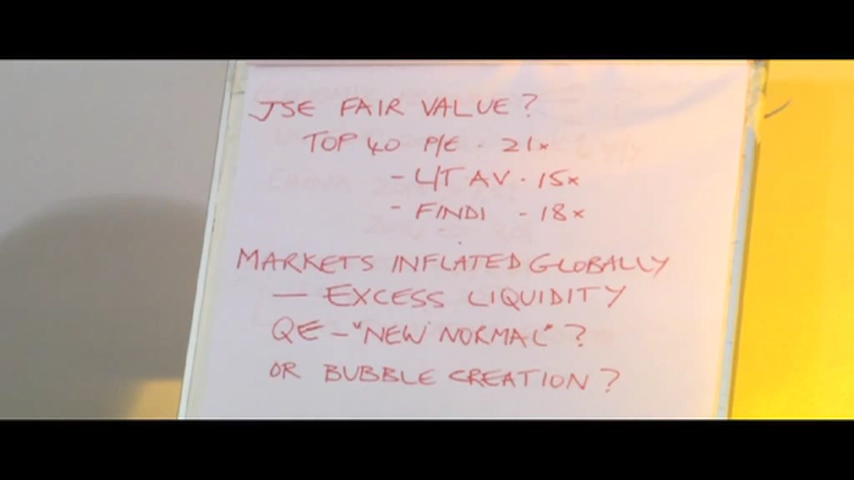 JSE FAIR VALUE?
TOP 40 P/E - 21x
- L/T AV - 15x
- FINDI - 18x
MARKETS INFLATED GLOBALLY
— EXCESS LIQUIDITY
QE - "NEW NORMAL"?
OR BUBBLE CREATION?